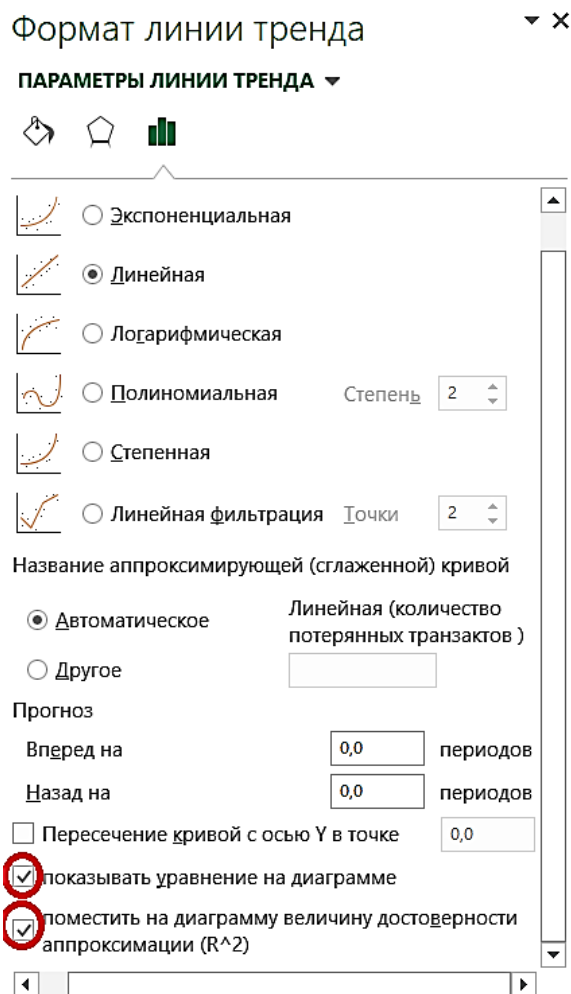 Формат линии тренда
ПАРАМЕТРЫ ЛИНИИ ТРЕНДА
Экспоненциальная
Линейная
Логарифмическая
Полиномиальная Степень 2
Степенная
Линейная фильтрация Точки 2
Название аппроксимирующей (сглаженной) кривой
Автоматическое Линейная (количество
потерянных транзактов )
Другое
Прогноз
Вперед на 0,0 периодов
Назад на 0,0 периодов
Пересечение кривой с осью Y в точке 0,0
показывать уравнение на диаграмме
поместить на диаграмму величину достоверности
аппроксимации (R^2)